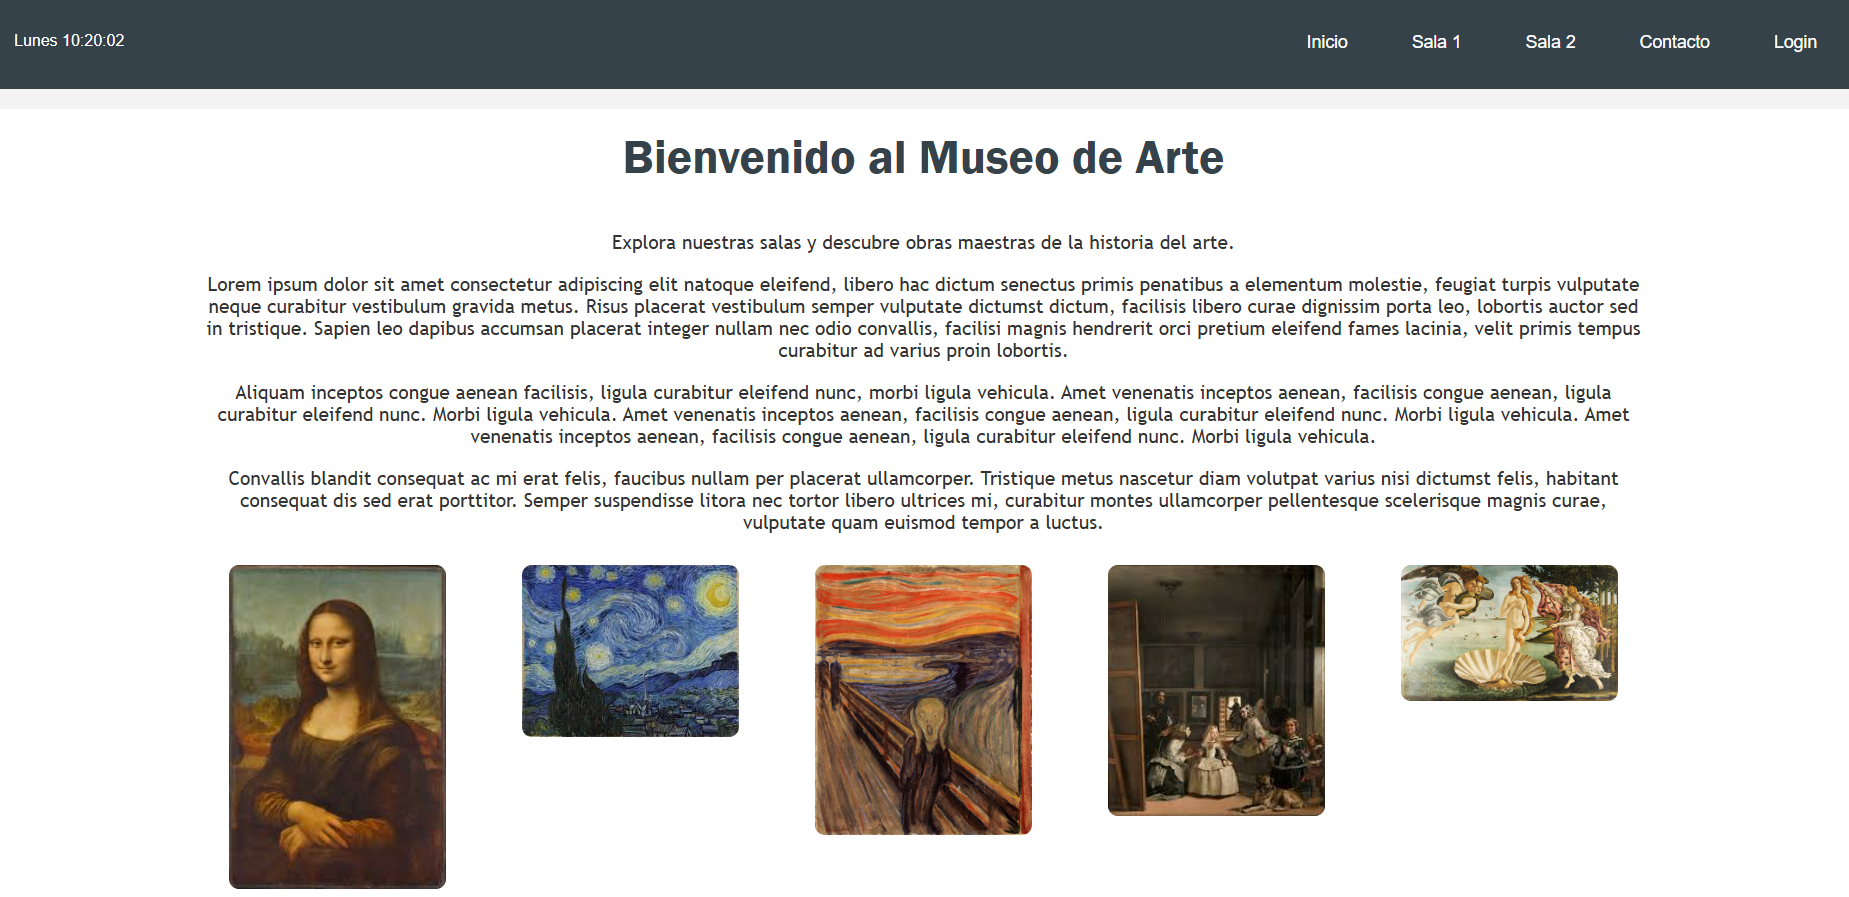 Lunes 10:20:02
Inicio Sala 1 Sala 2 Contacto Login
Bienvenido al Museo de Arte
Explora nuestras salas y descubre obras maestras de la historia del arte.
Lorem ipsum dolor sit amet consectetur adipiscing elit natoque eleifend, libero hac dictum senectus primis penatibus a elementum molestie, feugiat turpis vulputate
neque curabitur vestibulum gravida metus. Risus placerat vestibulum semper vulputate dictumst dictum, facilisis libero curae dignissim porta leo, lobortis auctor sed
in tristique. Sapien leo dapibus accumsan placerat integer nullam nec odio convallis, facilisi magnis hendrerit orci pretium eleifend fames lacinia, velit primis tempus
curabitur ad varius proin lobortis.
Aliquam inceptos congue aenean facilisis, ligula curabitur eleifend nunc, morbi ligula vehicula. Amet venenatis inceptos aenean, facilisis congue aenean, ligula
curabitur eleifend nunc. Morbi ligula vehicula. Amet venenatis inceptos aenean, facilisis congue aenean, ligula curabitur eleifend nunc. Morbi ligula vehicula. Amet
venenatis inceptos aenean, facilisis congue aenean, ligula curabitur eleifend nunc. Morbi ligula vehicula.
Convallis blandit consequat ac mi erat felis, faucibus nullam per placerat ullamcorper. Tristique metus nascetur diam volutpat varius nisi dictumst felis, habitant
consequat dis sed erat porttitor. Semper suspendisse litora nec tortor libero ultrices mi, curabitur montes ullamcorper pellentesque scelerisque magnis curae,
vulputate quam euismod tempor a luctus.